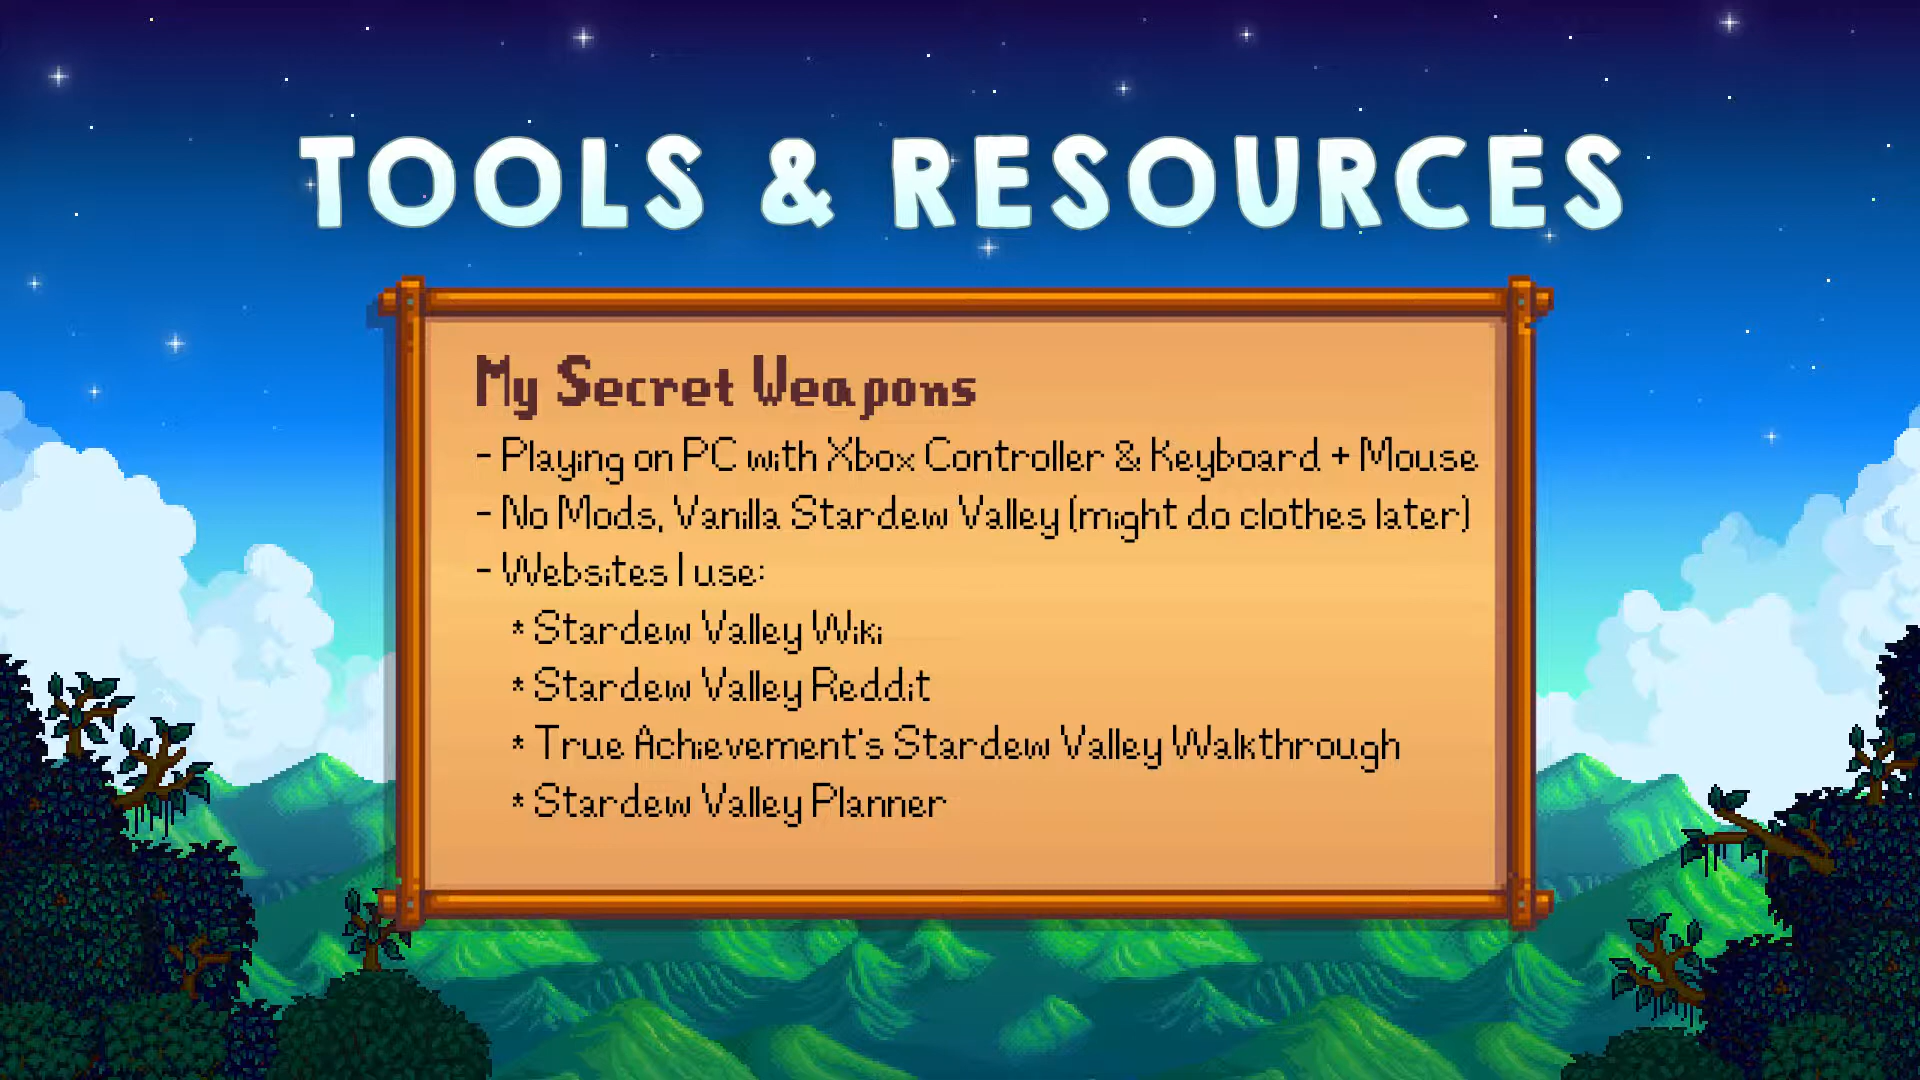 TOOLS & RESOURCES
My Secret Weapons
- Playing on PC with Xbox Controller & Keyboard + Mouse
- No Mods, Vanilla Stardew Valley (might do clothes later)
- Websites I use:
* Stardew Valley Wiki
* Stardew Valley Reddit
* True Achievement's Stardew Valley Walkthrough
* Stardew Valley Planner